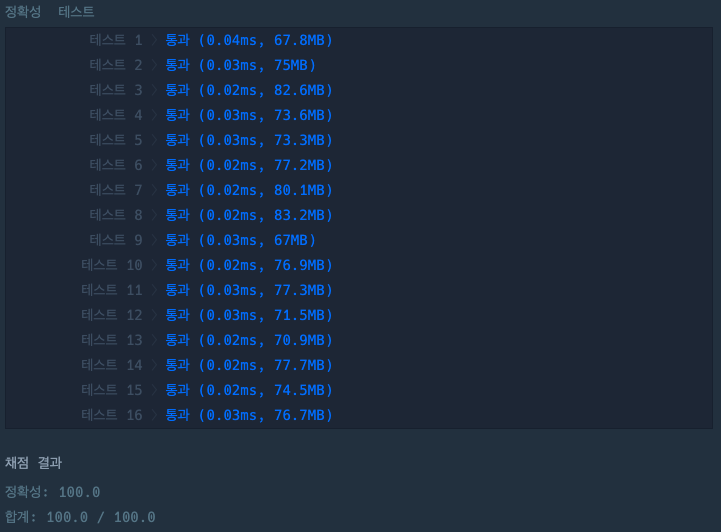 정확성 테스트
테스트 1 > 통과 (0.04ms, 67.8MB)
테스트 2 > 통과 (0.03ms, 75MB)
테스트 3 > 통과 (0.02ms, 82.6MB)
테스트 4 > 통과 (0.03ms, 73.6MB)
테스트 5 > 통과 (0.03ms, 73.3MB)
테스트 6 > 통과 (0.02ms, 77.2MB)
테스트 7 > 통과 (0.02ms, 80.1MB)
테스트 8 > 통과 (0.02ms, 83.2MB)
테스트 9 > 통과 (0.03ms, 67MB)
테스트 10 > 통과 (0.02ms, 76.9MB)
테스트 11 > 통과 (0.03ms, 77.3MB)
테스트 12 > 통과 (0.03ms, 71.5MB)
테스트 13 > 통과 (0.02ms, 70.9MB)
테스트 14 > 통과 (0.02ms, 77.7MB)
테스트 15 > 통과 (0.02ms, 74.5MB)
테스트 16 > 통과 (0.03ms, 76.7MB)
채점 결과
정확성: 100.0
합계: 100.0 / 100.0